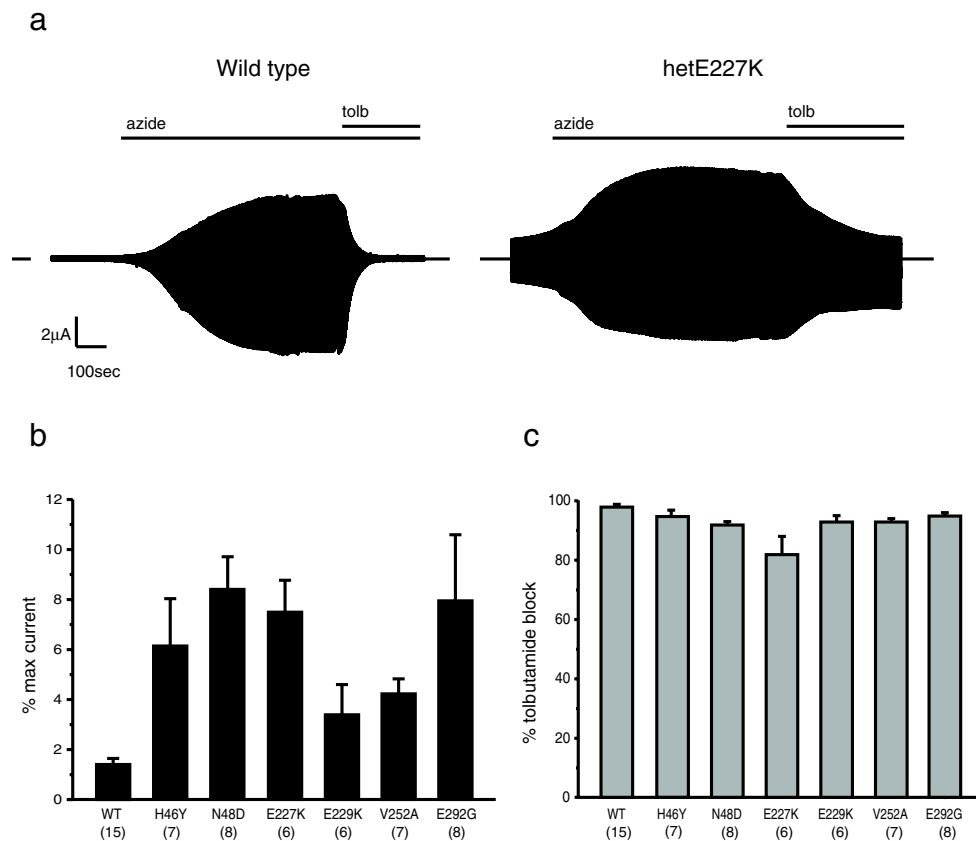 a
Wild type
hetE227K
tolb
azide
tolb
azide
2μA
100sec
b
c
% max current
12
10
8
6
4
2
0
WT H46Y N48D E227K E229K V252A E292G
(15) (7) (8) (6) (6) (7) (8)
% tolbutamide block
100
80
60
40
20
0
WT H46Y N48D E227K E229K V252A E292G
(15) (7) (8) (6) (6) (7) (8)